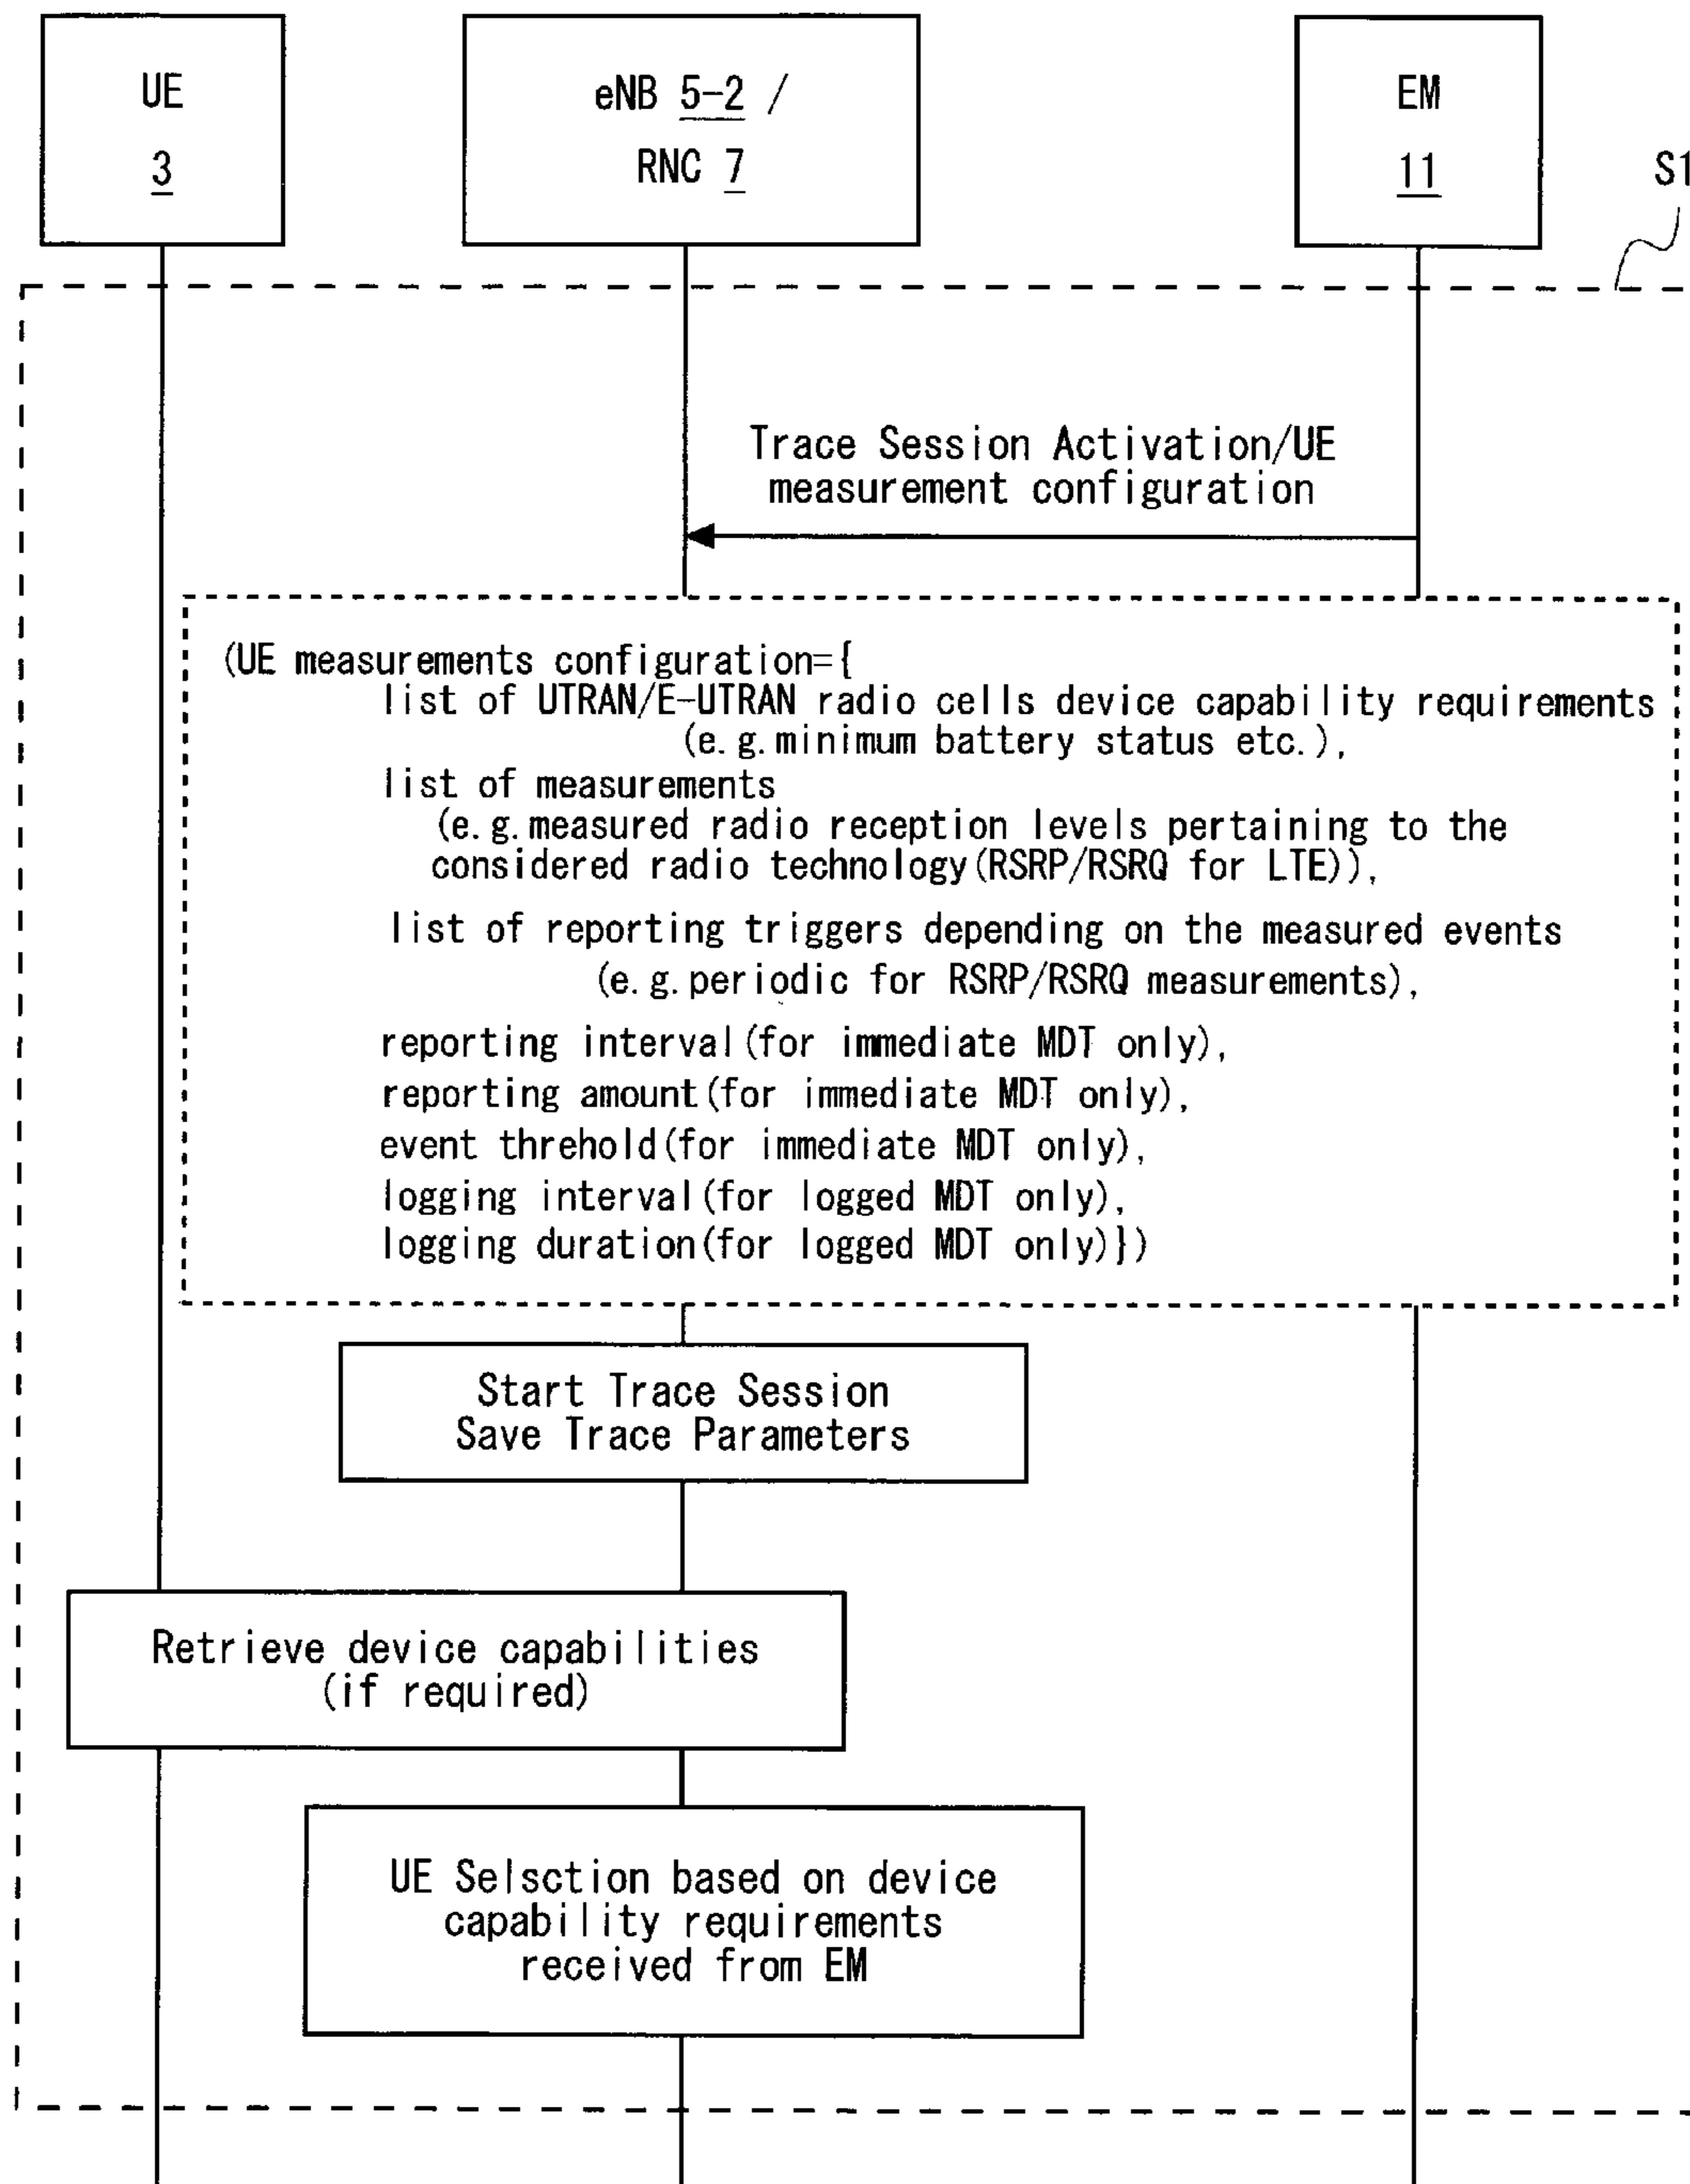 UE
3
eNB 5-2 /
RNC 7
EM
11
S1
Trace Session Activation/UE
measurement configuration
(UE measurements configuration={
list of UTRAN/E-UTRAN radio cells device capability requirements
(e.g.minimum battery status etc.),
list of measurements
(e.g.measured radio reception levels pertaining to the
considered radio technology(RSRP/RSRQ for LTE)),
list of reporting triggers depending on the measured events
(e.g.periodic for RSRP/RSRQ measurements),
reporting interval(for immediate MDT only),
reporting amount(for immediate MDT only),
event threhold(for immediate MDT only),
logging interval(for logged MDT only),
logging duration(for logged MDT only)})
Start Trace Session
Save Trace Parameters
Retrieve device capabilities
(if required)
UE Selsction based on device
capability requirements
received from EM